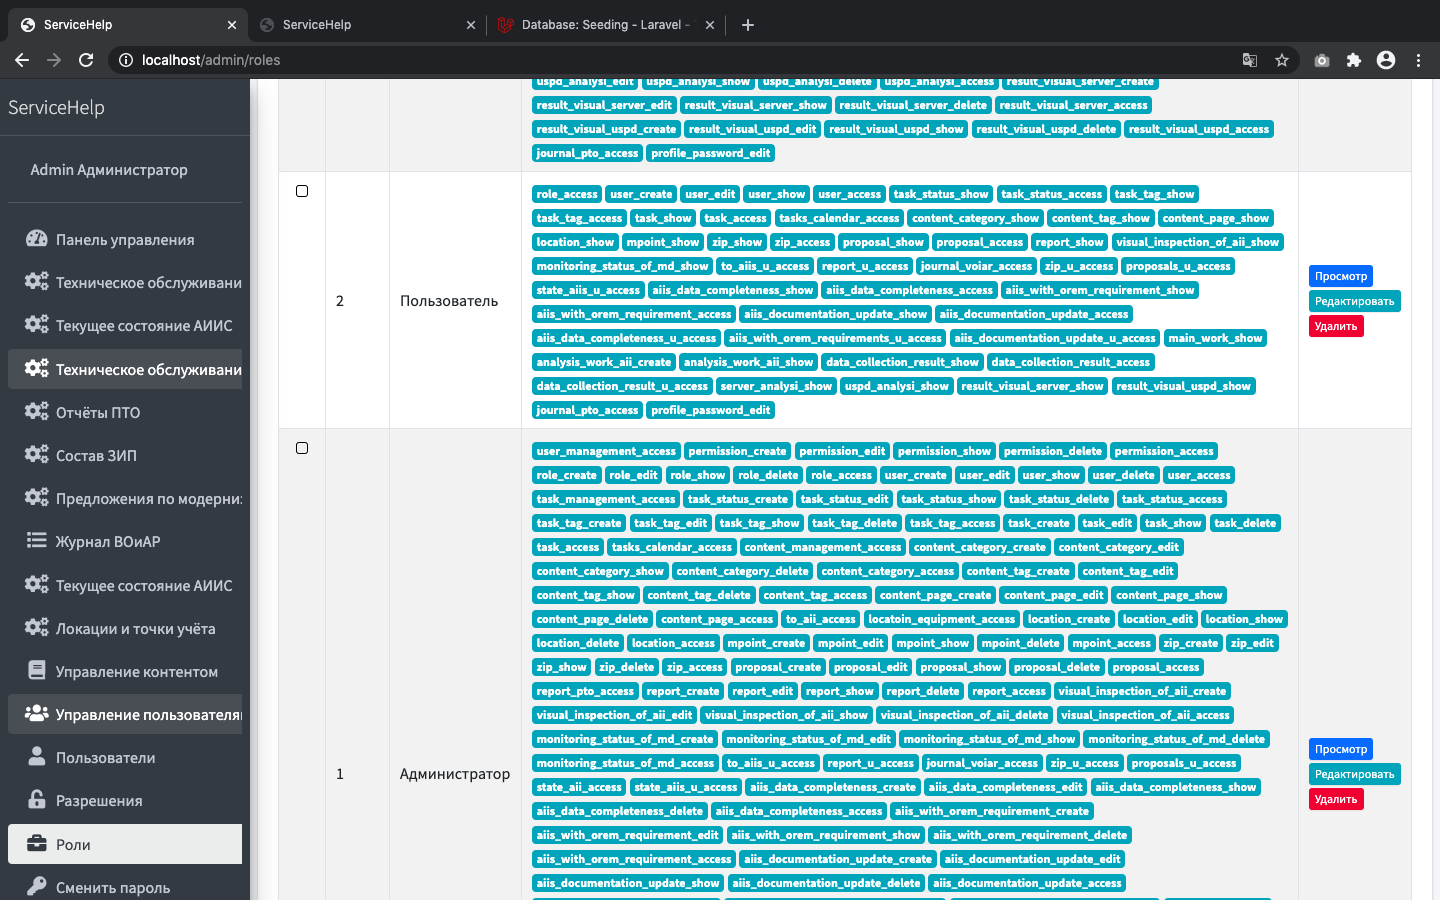 ServiceHelp
ServiceHelp
Database: Seeding - Laravel -
localhost/admin/roles
ServiceHelp
Admin Администратор
Панель управления
Техническое обслуживани
Текущее состояние АИИС
Техническое обслуживани
Отчёты ПТО
Состав ЗИП
Предложения по модерни
Журнал ВОиАР
Текущее состояние АИИС
Локации и точки учёта
Управление контентом
Управление пользователя
Пользователи
Разрешения
Роли
Сменить пароль
uspd_analysi_edit uspd_analysi_show uspd_analysi_delete uspd_analysi_access result_visual_server_create
result_visual_server_edit result_visual_server_show result_visual_server_delete result_visual_server_access
result_visual_uspd_create result_visual_uspd_edit result_visual_uspd_show result_visual_uspd_delete result_visual_uspd_access
journal_pto_access profile_password_edit
2
Пользователь
role_access user_create user_edit user_show user_access task_status_show task_status_access task_tag_show
task_tag_access task_show task_access tasks_calendar_access content_category_show content_tag_show content_page_show
location_show mpoint_show zip_show zip_access proposal_show proposal_access report_show visual_inspection_of_aii_show
monitoring_status_of_md_show to_aiis_u_access report_u_access journal_voiar_access zip_u_access proposals_u_access
state_aiis_u_access aiis_data_completeness_show aiis_data_completeness_access aiis_with_orem_requirement_show
aiis_with_orem_requirement_access aiis_documentation_update_show aiis_documentation_update_access
aiis_data_completeness_u_access aiis_with_orem_requirements_u_access aiis_documentation_update_u_access main_work_show
analysis_work_aii_create analysis_work_aii_show data_collection_result_show data_collection_result_access
data_collection_result_u_access server_analysi_show uspd_analysi_show result_visual_server_show result_visual_uspd_show
journal_pto_access profile_password_edit
Просмотр
Редактировать
Удалить
1
Администратор
user_management_access permission_create permission_edit permission_show permission_delete permission_access
role_create role_edit role_show role_delete role_access user_create user_edit user_show user_delete user_access
task_management_access task_status_create task_status_edit task_status_show task_status_delete task_status_access
task_tag_create task_tag_edit task_tag_show task_tag_delete task_tag_access task_create task_edit task_show task_delete
task_access tasks_calendar_access content_management_access content_category_create content_category_edit
content_category_show content_category_delete content_category_access content_tag_create content_tag_edit
content_tag_show content_tag_delete content_tag_access content_page_create content_page_edit content_page_show
content_page_delete content_page_access to_aii_access locatoin_equipment_access location_create location_edit location_show
location_delete location_access mpoint_create mpoint_edit mpoint_show mpoint_delete mpoint_access zip_create zip_edit
zip_show zip_delete zip_access proposal_create proposal_edit proposal_show proposal_delete proposal_access
report_pto_access report_create report_edit report_show report_delete report_access visual_inspection_of_aii_create
visual_inspection_of_aii_edit visual_inspection_of_aii_show visual_inspection_of_aii_delete visual_inspection_of_aii_access
monitoring_status_of_md_create monitoring_status_of_md_edit monitoring_status_of_md_show monitoring_status_of_md_delete
monitoring_status_of_md_access to_aiis_u_access report_u_access journal_voiar_access zip_u_access proposals_u_access
state_aii_access state_aiis_u_access aiis_data_completeness_create aiis_data_completeness_edit aiis_data_completeness_show
aiis_data_completeness_delete aiis_data_completeness_access aiis_with_orem_requirement_create
aiis_with_orem_requirement_edit aiis_with_orem_requirement_show aiis_with_orem_requirement_delete
aiis_with_orem_requirement_access aiis_documentation_update_create aiis_documentation_update_edit
aiis_documentation_update_show aiis_documentation_update_delete aiis_documentation_update_access
Просмотр
Редактировать
Удалить